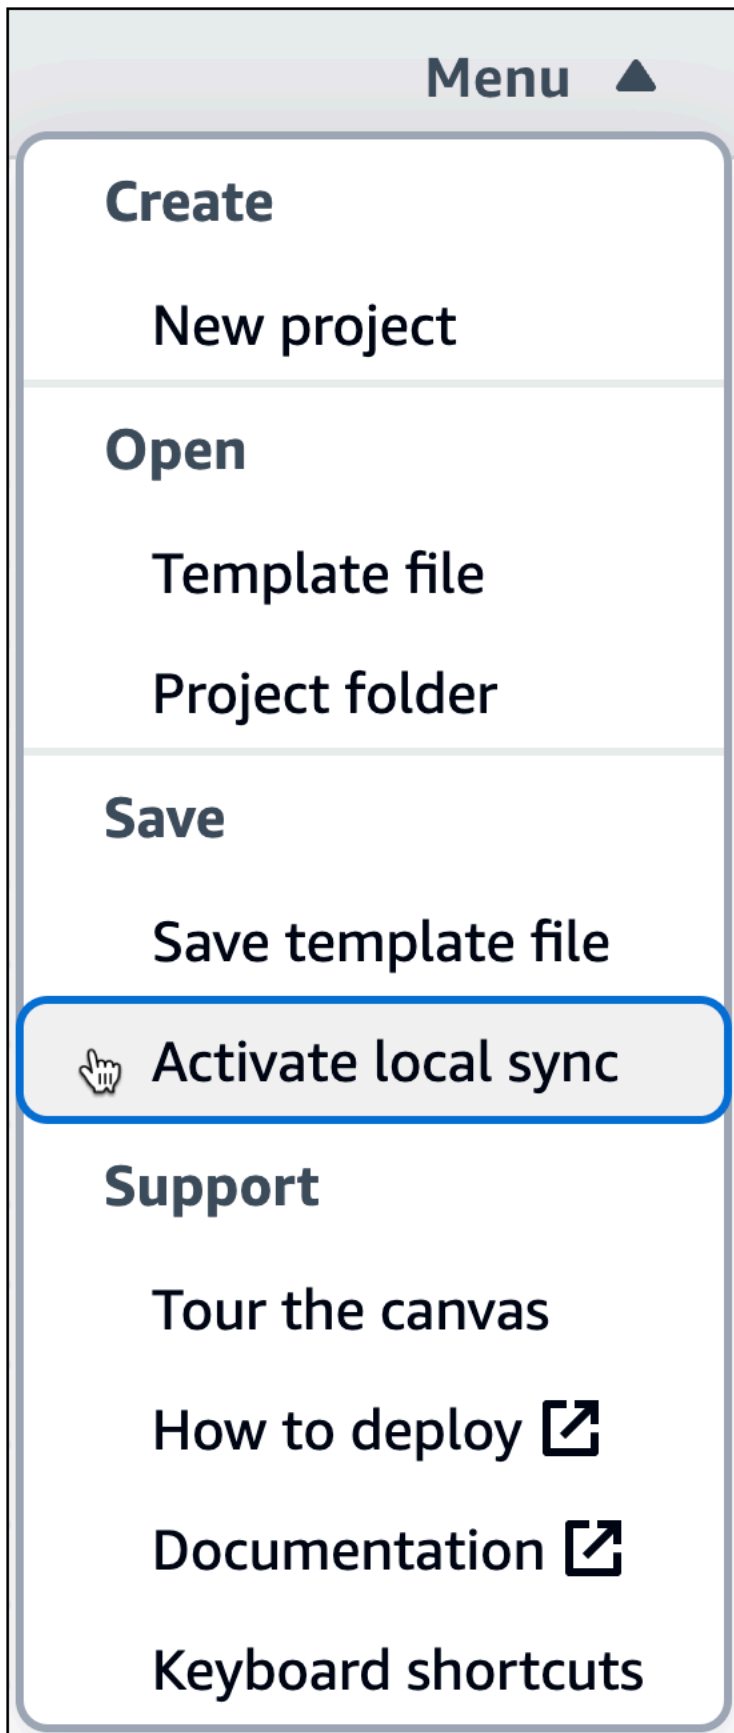 Menu
Create
New project
Open
Template file
Project folder
Save
Save template file
Activate local sync
Support
Tour the canvas
How to deploy
Documentation
Keyboard shortcuts